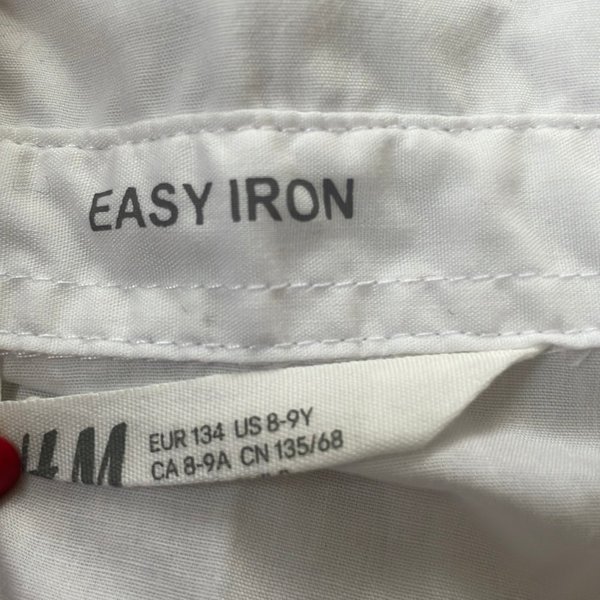 EASY IRON
H&M
EUR 134 US 8-9Y
CA 8-9A CN 135/68